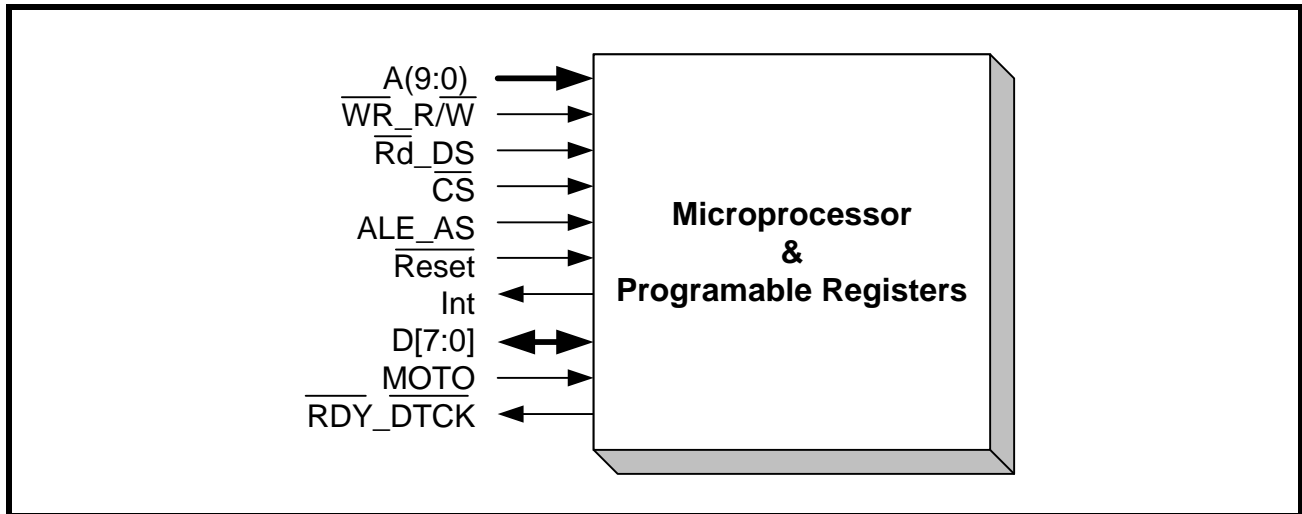 A(9:0)
WR_R/W
Rd_DS
CS
ALE_AS
Reset
Int
D[7:0]
MOTO
RDY_DTCK
Microprocessor
&
Programable Registers